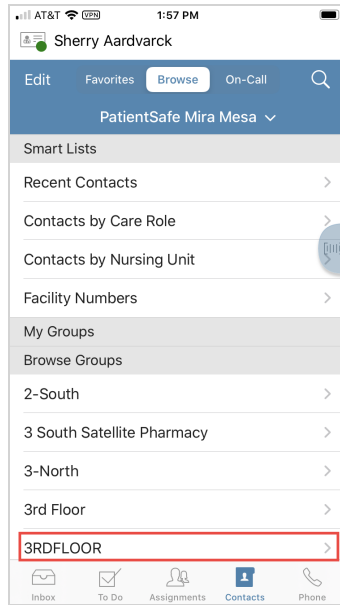 AT&T VPN 1:57 PM
Sherry Aardvarck
Edit Favorites Browse On-Call
PatientSafe Mira Mesa
Smart Lists
Recent Contacts
Contacts by Care Role
Contacts by Nursing Unit
Facility Numbers
My Groups
Browse Groups
2-South
3 South Satellite Pharmacy
3-North
3rd Floor
3RDFLOOR
Inbox To Do Assignments Contacts Phone